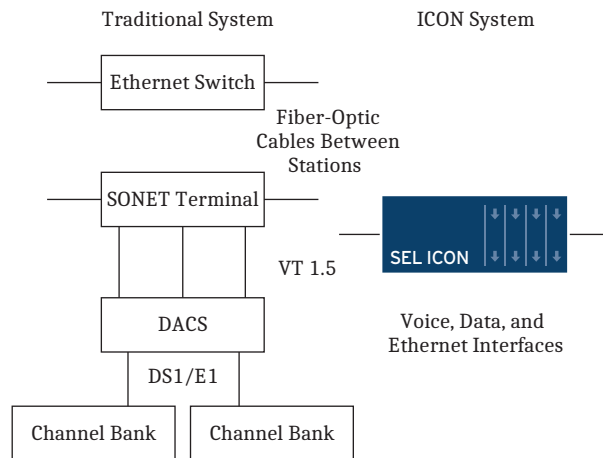 Traditional System
ICON System
Ethernet Switch
Fiber-Optic
Cables Between
Stations
SONET Terminal
SEL ICON
VT 1.5
DACS
Voice, Data, and
Ethernet Interfaces
DS1/E1
Channel Bank
Channel Bank